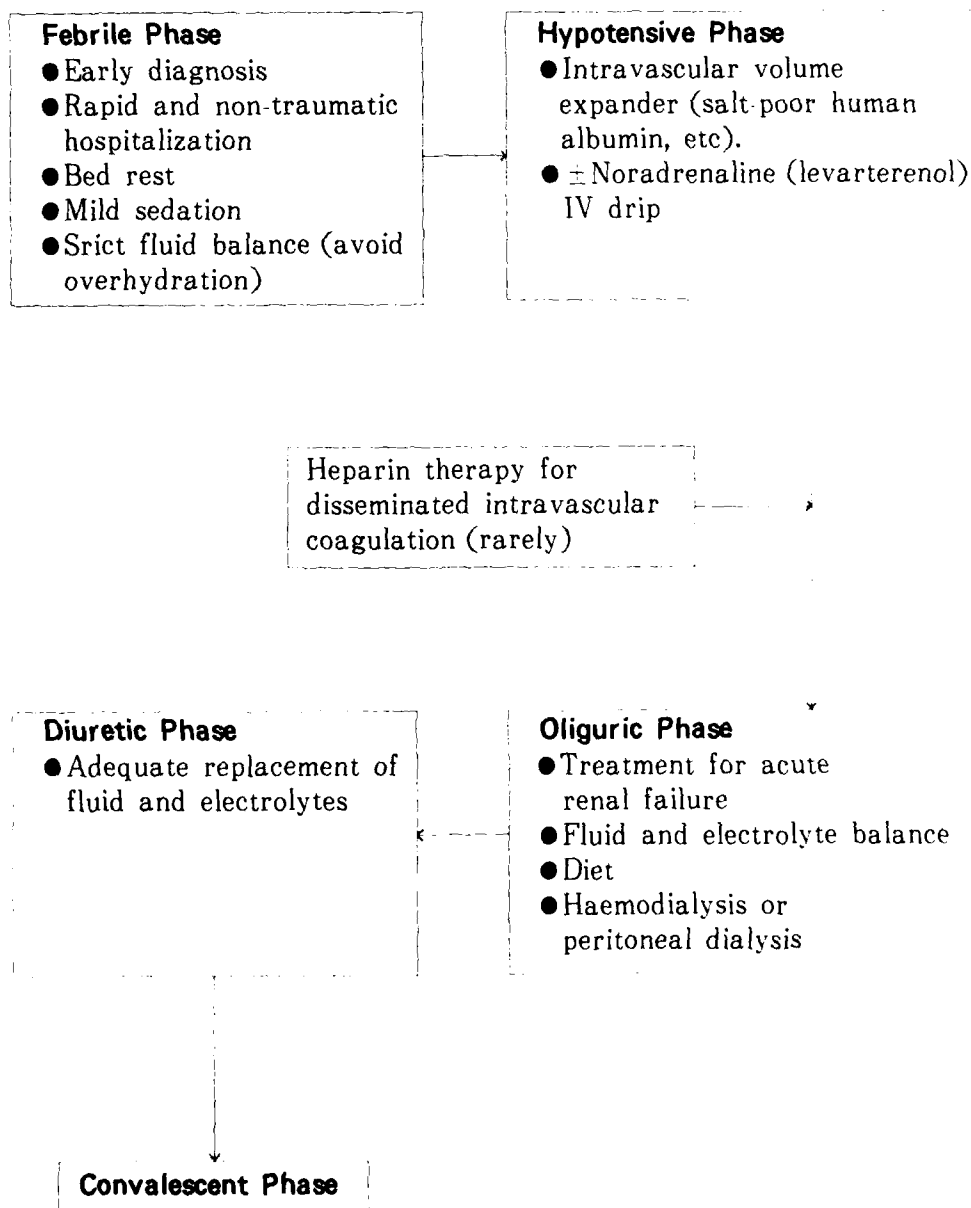 Febrile Phase
●Early diagnosis
●Rapid and non-traumatic
hospitalization
●Bed rest
●Mild sedation
●Srict fluid balance (avoid
overhydration)
Hypotensive Phase
●Intravascular volume
expander (salt-poor human
albumin, etc).
●±Noradrenaline (levarterenol)
IV drip
Heparin therapy for
disseminated intravascular
coagulation (rarely)
Oliguric Phase
●Treatment for acute
renal failure
●Fluid and electrolyte balance
●Diet
●Haemodialysis or
peritoneal dialysis
Diuretic Phase
●Adequate replacement of
fluid and electrolytes
Convalescent Phase